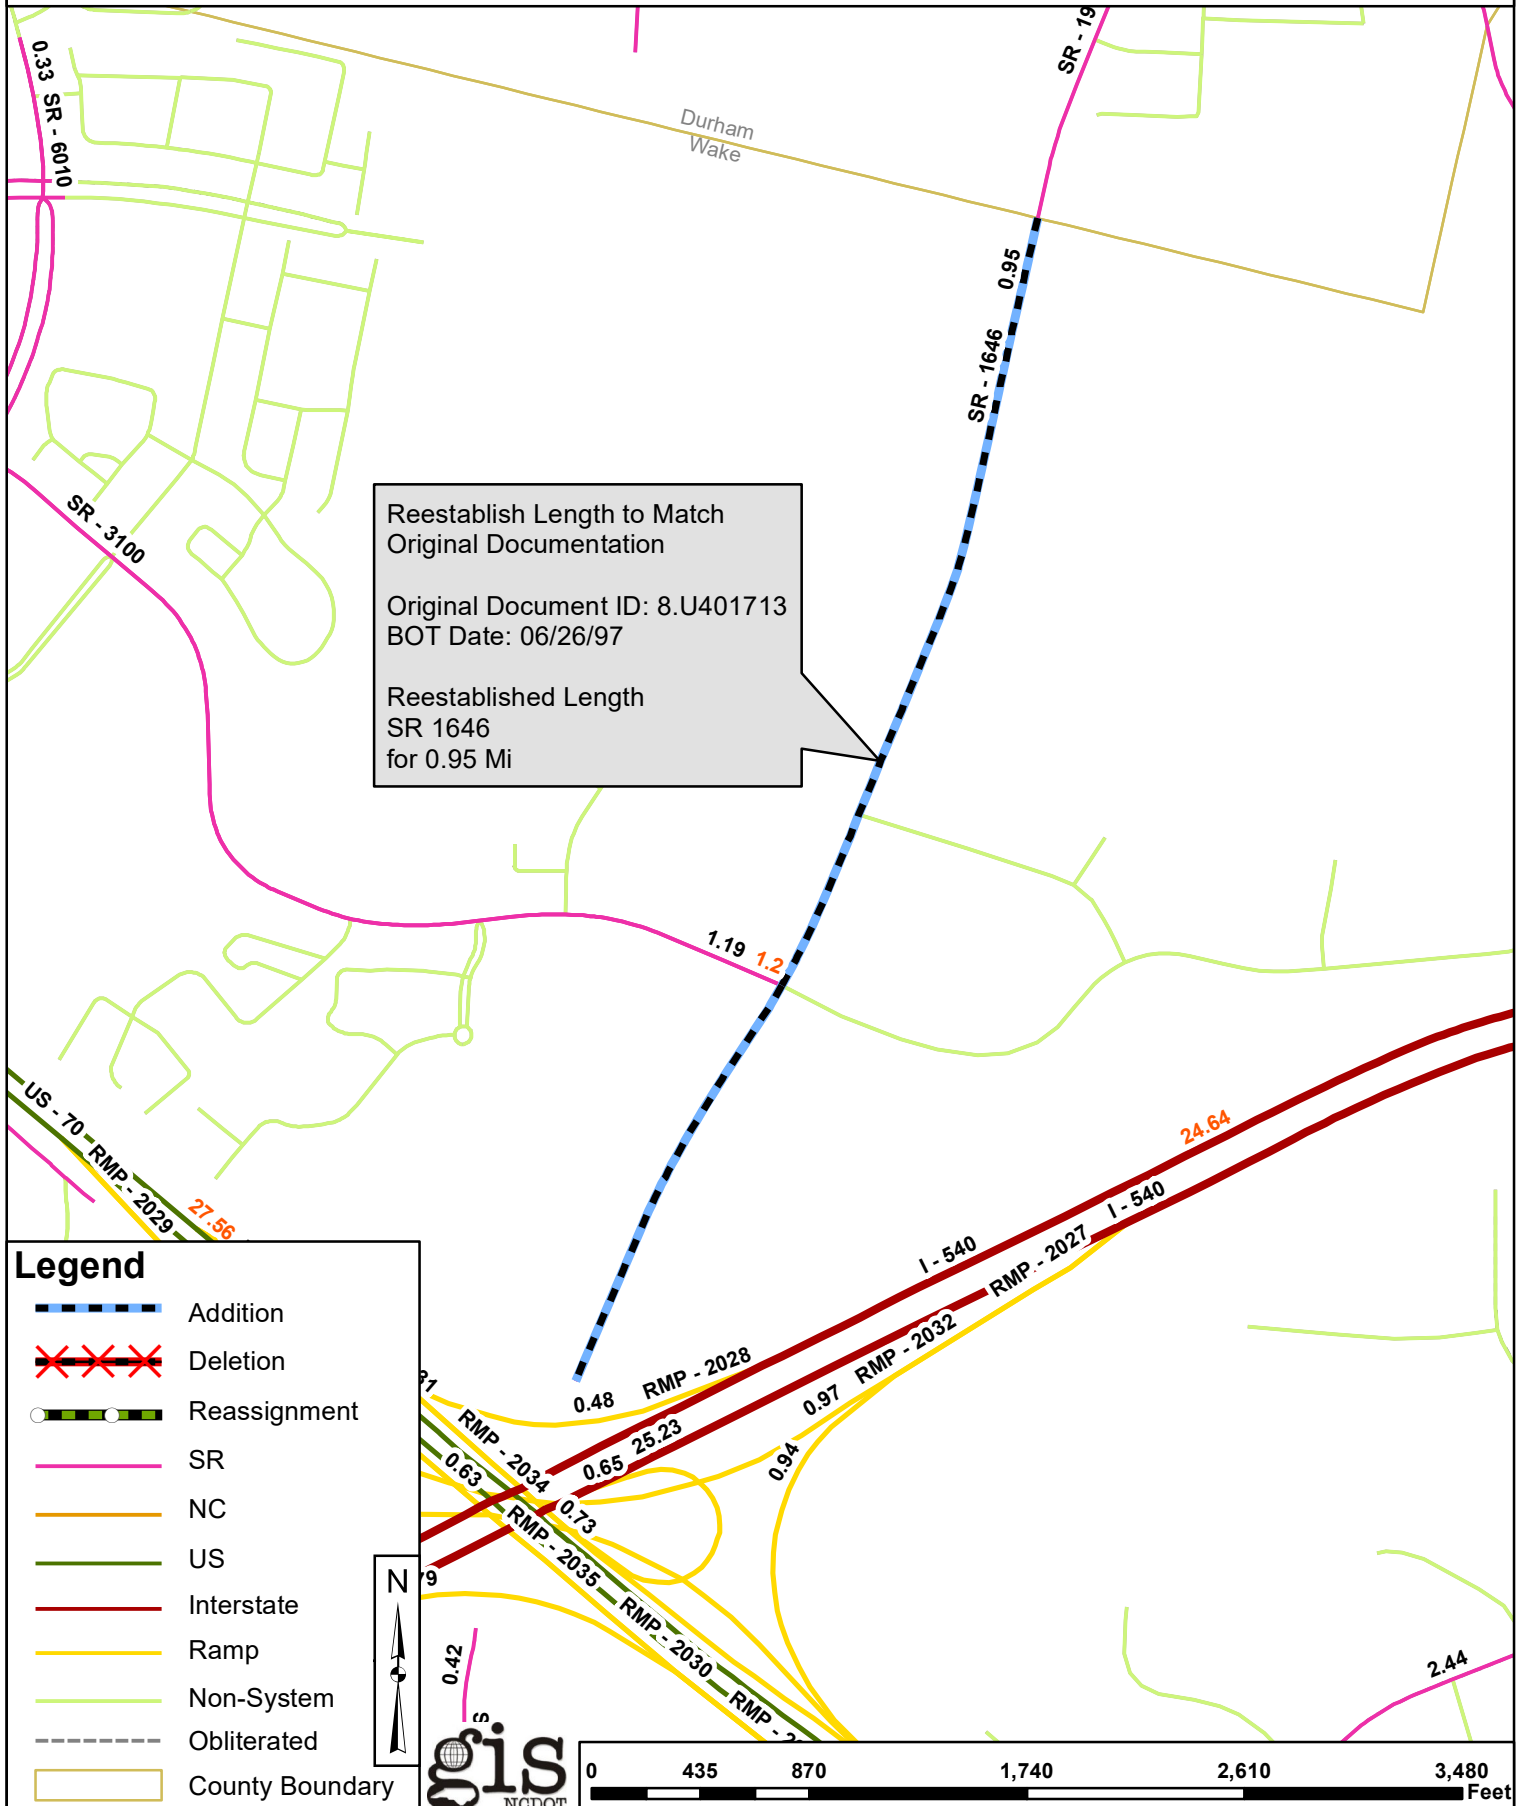 SR - 19
0.33 SR - 6010
Durham
Wake
0.95
SR - 1646
SR - 3100
Reestablish Length to Match
Original Documentation
Original Document ID: 8.U401713
BOT Date: 06/26/97
Reestablished Length
SR 1646
for 0.95 Mi
1.19
1.2
US - 70
RMP - 2029
27.56
24.64
I - 540
I - 540
RMP - 2027
RMP - 2032
RMP - 2028
0.48
0.97
25.23
0.65
0.94
31
RMP - 2034
0.63
0.73
RMP - 2035
79
RMP - 2030
RMP - 2
0.42
S
2.44
Legend
Addition
Deletion
Reassignment
SR
NC
US
Interstate
Ramp
Non-System
Obliterated
County Boundary
N
gis
NCDOT
0 435 870 1,740 2,610 3,480
Feet